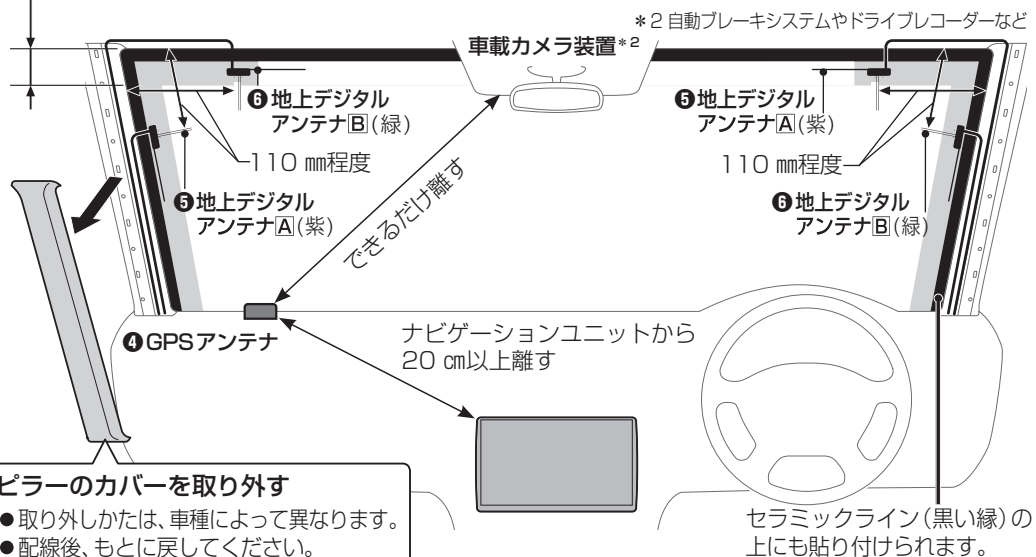 *2 自動ブレーキシステムやドライブレコーダーなど
車載カメラ装置*2
❻地上デジタル
アンテナB(緑)
❺地上デジタル
アンテナA(紫)
110 ㎜程度
110 ㎜程度
❺地上デジタル
アンテナA(紫)
❻地上デジタル
アンテナB(緑)
できるだけ離す
❹GPSアンテナ
ナビゲーションユニットから
20 ㎝以上離す
ピラーのカバーを取り外す
●取り外しかたは、車種によって異なります。
●配線後、もとに戻してください。
セラミックライン(黒い縁)の
上にも貼り付けられます。